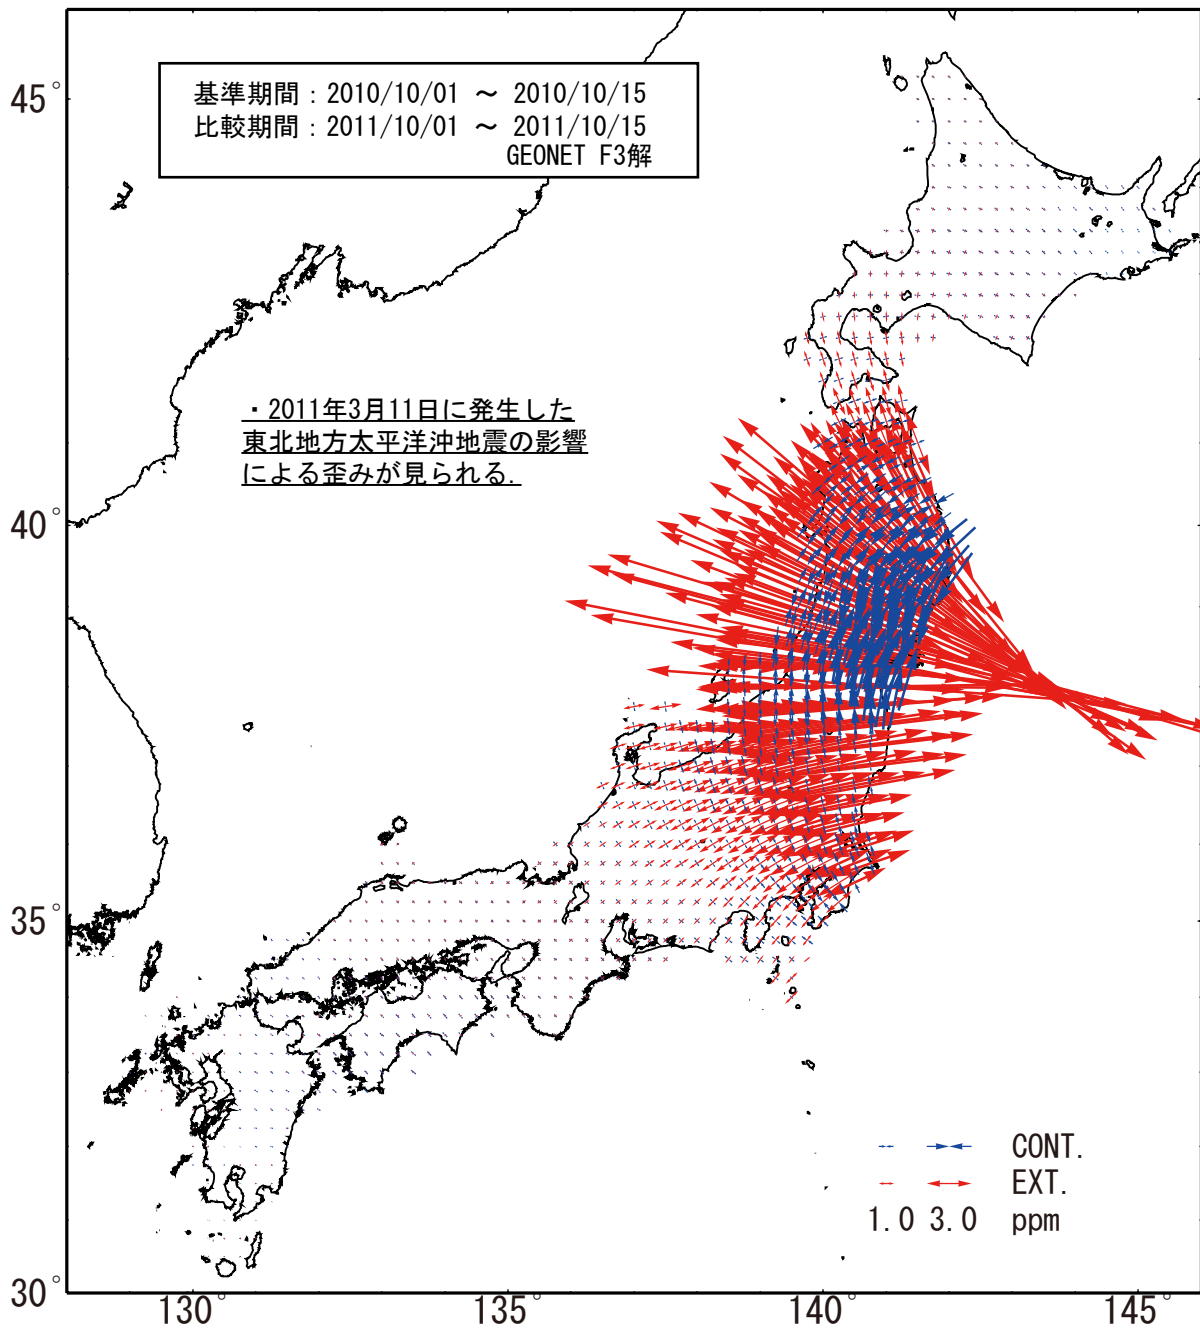 基準期間：2010/10/01 ～ 2010/10/15
比較期間：2011/10/01 ～ 2011/10/15
GEONET F3解
・2011年3月11日に発生した
東北地方太平洋沖地震の影響
による歪みが見られる.
45°
40°
35°
30°
CONT.
EXT.
1.0 3.0 ppm
130°
135°
140°
145°